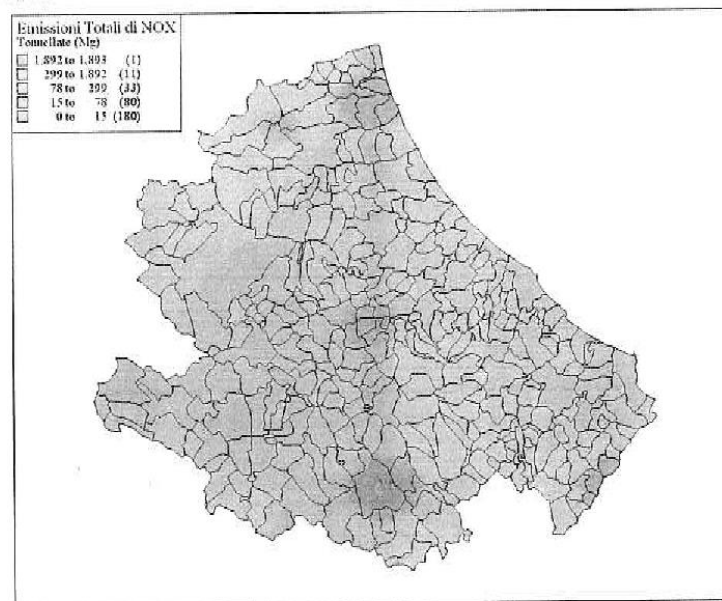 Emissioni Totali di NOX
Tonnellate (Mg)
1.892 to 1.893 (1)
299 to 1.892 (11)
78 to 299 (33)
15 to 78 (80)
0 to 15 (180)